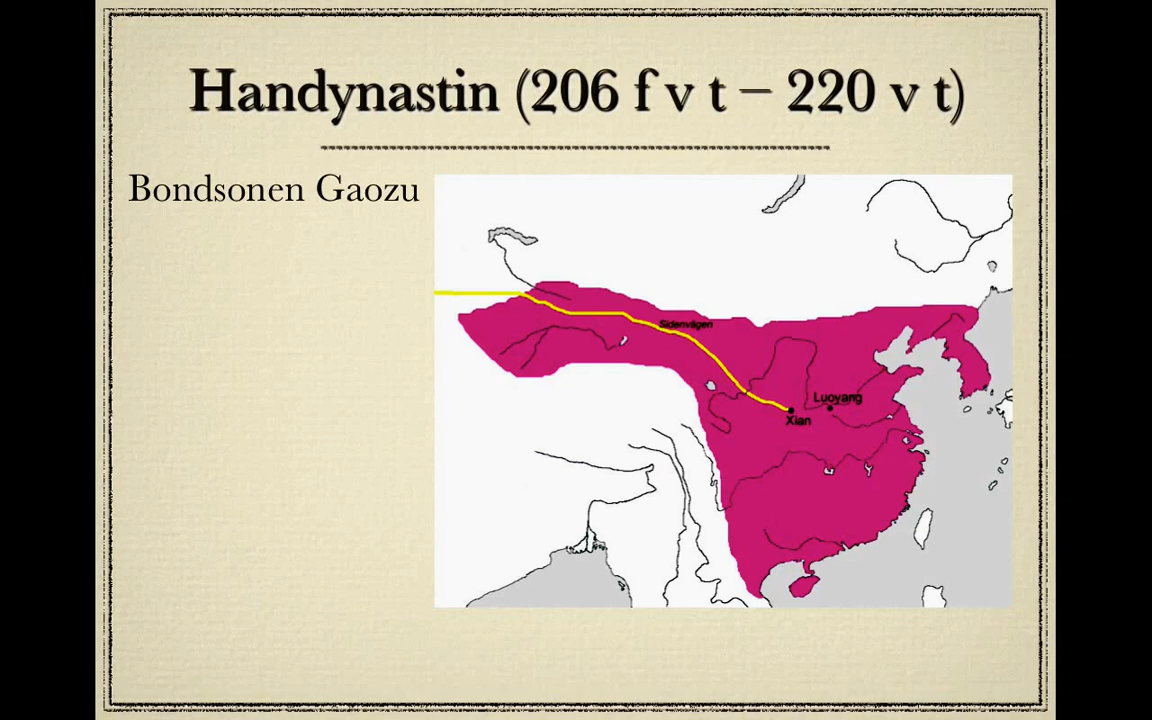 Handynastin (206 f v t – 220 v t)
Bondsonen Gaozu
Sidenvägen
Luoyang
Xian